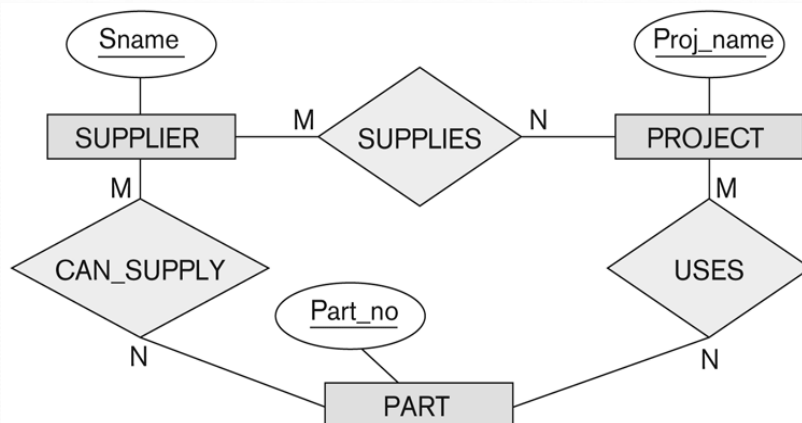 Sname
Proj_name
M
N
SUPPLIER
SUPPLIES
PROJECT
M
M
CAN_SUPPLY
USES
Part_no
N
N
PART